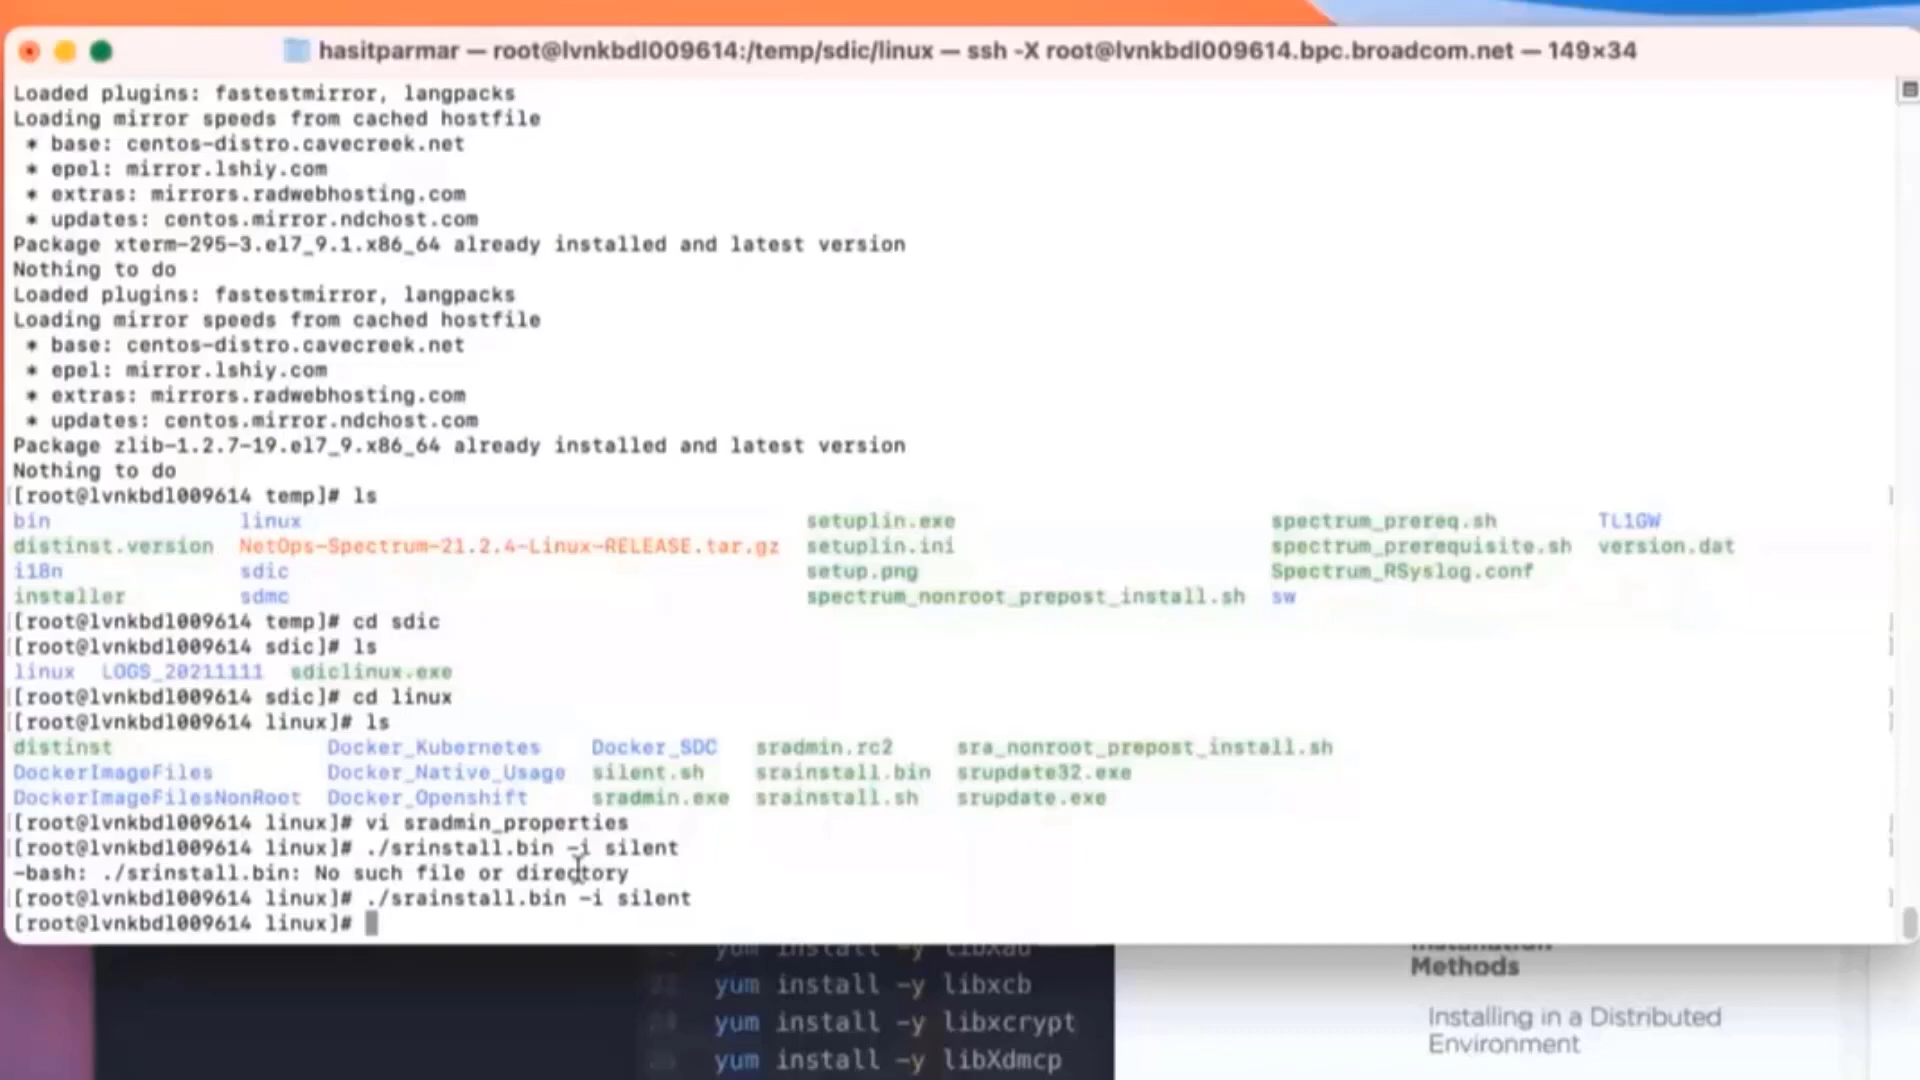 hasitparmar — root@lvnkbdl009614:/temp/sdic/linux — ssh -X root@lvnkbdl009614.bpc.broadcom.net — 149×34
Loaded plugins: fastestmirror, langpacks
Loading mirror speeds from cached hostfile
* base: centos-distro.cavecreek.net
* epel: mirror.lshiy.com
* extras: mirrors.radwebhosting.com
* updates: centos.mirror.ndchost.com
Package xterm-295-3.el7_9.1.x86_64 already installed and latest version
Nothing to do
Loaded plugins: fastestmirror, langpacks
Loading mirror speeds from cached hostfile
* base: centos-distro.cavecreek.net
* epel: mirror.lshiy.com
* extras: mirrors.radwebhosting.com
* updates: centos.mirror.ndchost.com
Package zlib-1.2.7-19.el7_9.x86_64 already installed and latest version
Nothing to do
[root@lvnkbdl009614 temp]# ls
bin linux setuplin.exe spectrum_prereq.sh TL1GW
distinst.version NetOps-Spectrum-21.2.4-Linux-RELEASE.tar.gz setuplin.ini spectrum_prerequisite.sh version.dat
i18n sdic setup.png Spectrum_RSyslog.conf
installer sdmc spectrum_nonroot_prepost_install.sh sw
[root@lvnkbdl009614 temp]# cd sdic
[root@lvnkbdl009614 sdic]# ls
linux LOGS_20211111 sdiclinux.exe
[root@lvnkbdl009614 sdic]# cd linux
[root@lvnkbdl009614 linux]# ls
distinst Docker_Kubernetes Docker_SDC sradmin.rc2 sra_nonroot_prepost_install.sh
DockerImageFiles Docker_Native_Usage silent.sh srainstall.bin srupdate32.exe
DockerImageFilesNonRoot Docker_Openshift sradmin.exe srainstall.sh srupdate.exe
[root@lvnkbdl009614 linux]# vi sradmin_properties
[root@lvnkbdl009614 linux]# ./srinstall.bin -i silent
-bash: ./srinstall.bin: No such file or directory
[root@lvnkbdl009614 linux]# ./srainstall.bin -i silent
[root@lvnkbdl009614 linux]#
yum install -y libXau
yum install -y libxcb
yum install -y libxcrypt
yum install -y libXdmcp
Installation
Methods
Installing in a Distributed
Environment